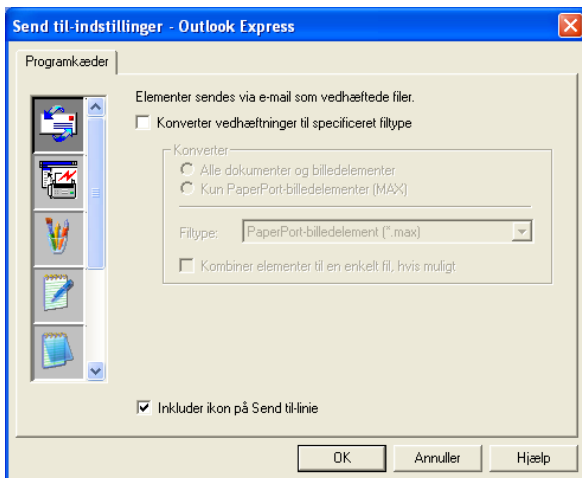 Send til-indstillinger - Outlook Express
Programkæder
Elementer sendes via e-mail som vedhæftede filer.
Konverter vedhæftninger til specificeret filtype
Konverter
Alle dokumenter og billedelementer
Kun PaperPort-billedelementer (MAX)
Filtype: PaperPort-billedelement (*.max)
Kombiner elementer til en enkelt fil, hvis muligt
Inkluder ikon på Send til-linie
OK Annuller Hjælp